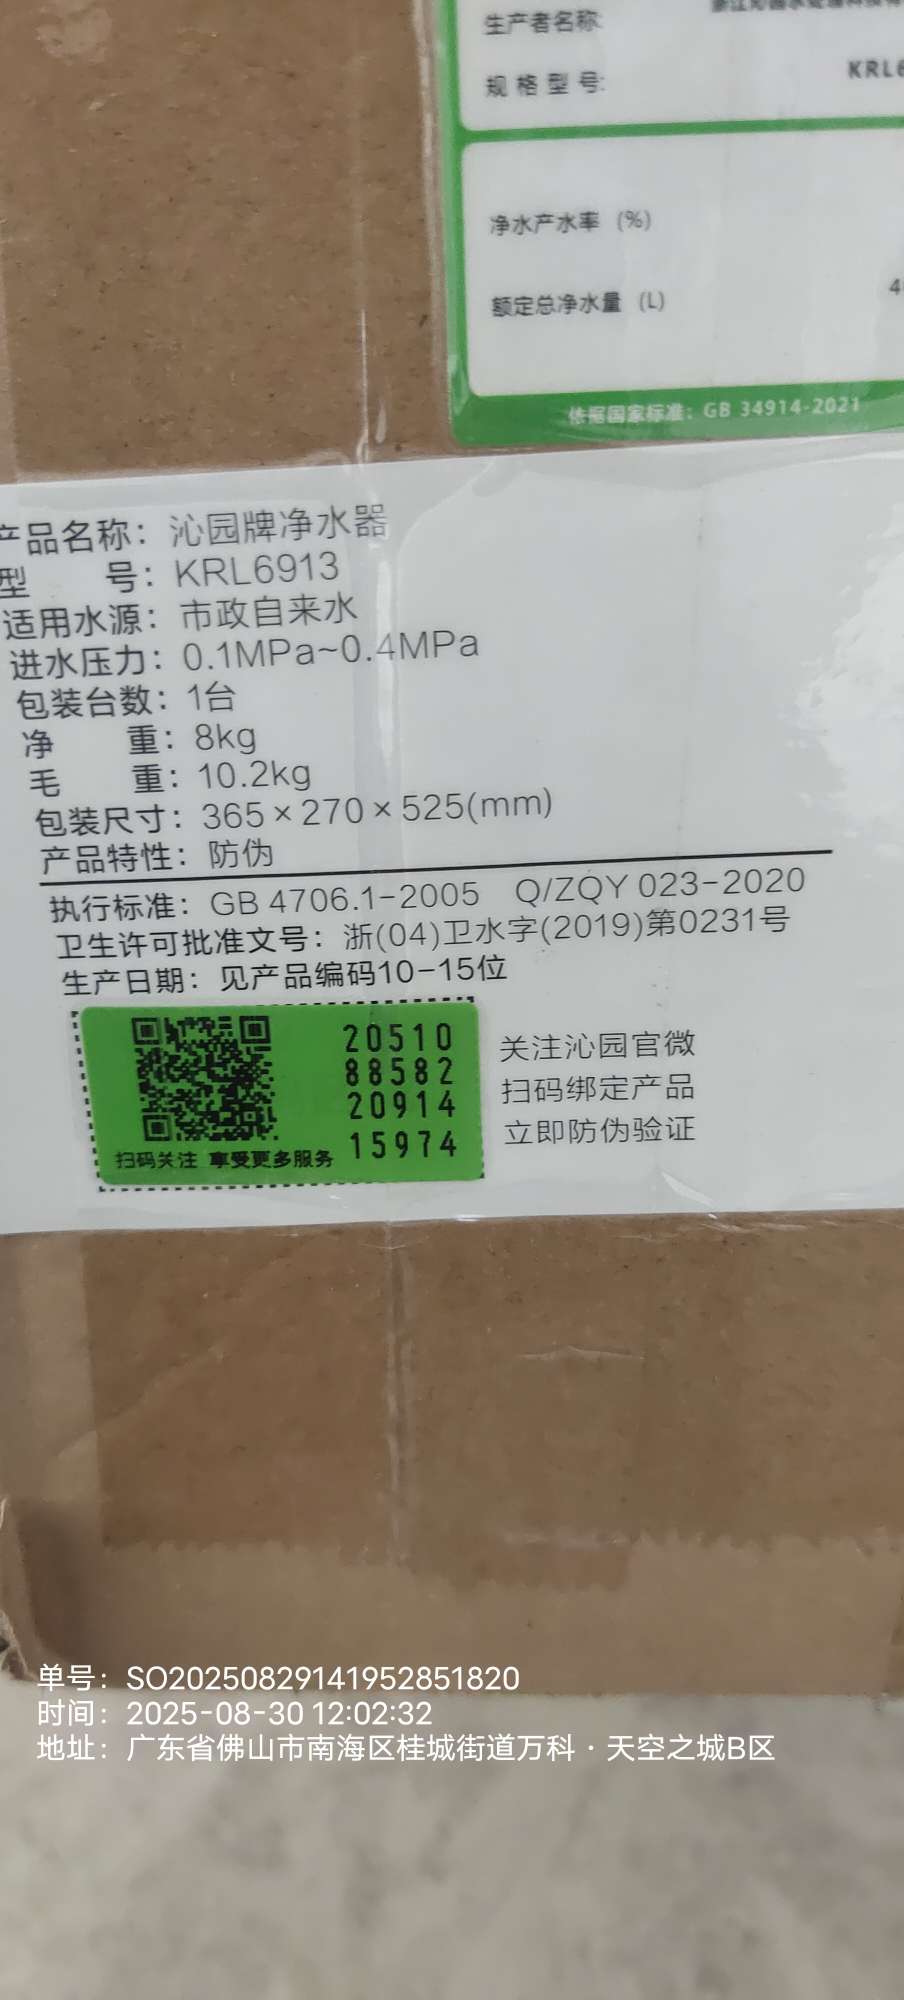 生产者名称:
规格型号: KRL6
净水产水率 (%)
额定总净水量 (L) 4
依据国家标准：GB 34914-2021
产品名称：沁园牌净水器
型 号：KRL6913
适用水源：市政自来水
进水压力：0.1MPa~0.4MPa
包装台数：1台
净 重：8kg
毛 重：10.2kg
包装尺寸：365×270×525(mm)
产品特性：防伪
执行标准：GB 4706.1-2005 Q/ZQY 023-2020
卫生许可批准文号：浙(04)卫水字(2019)第0231号
生产日期：见产品编码10-15位
20510
88582
20914
15974
扫码关注 享受更多服务
关注沁园官微
扫码绑定产品
立即防伪验证
单号：SO20250829141952851820
时间：2025-08-30 12:02:32
地址：广东省佛山市南海区桂城街道万科·天空之城B区